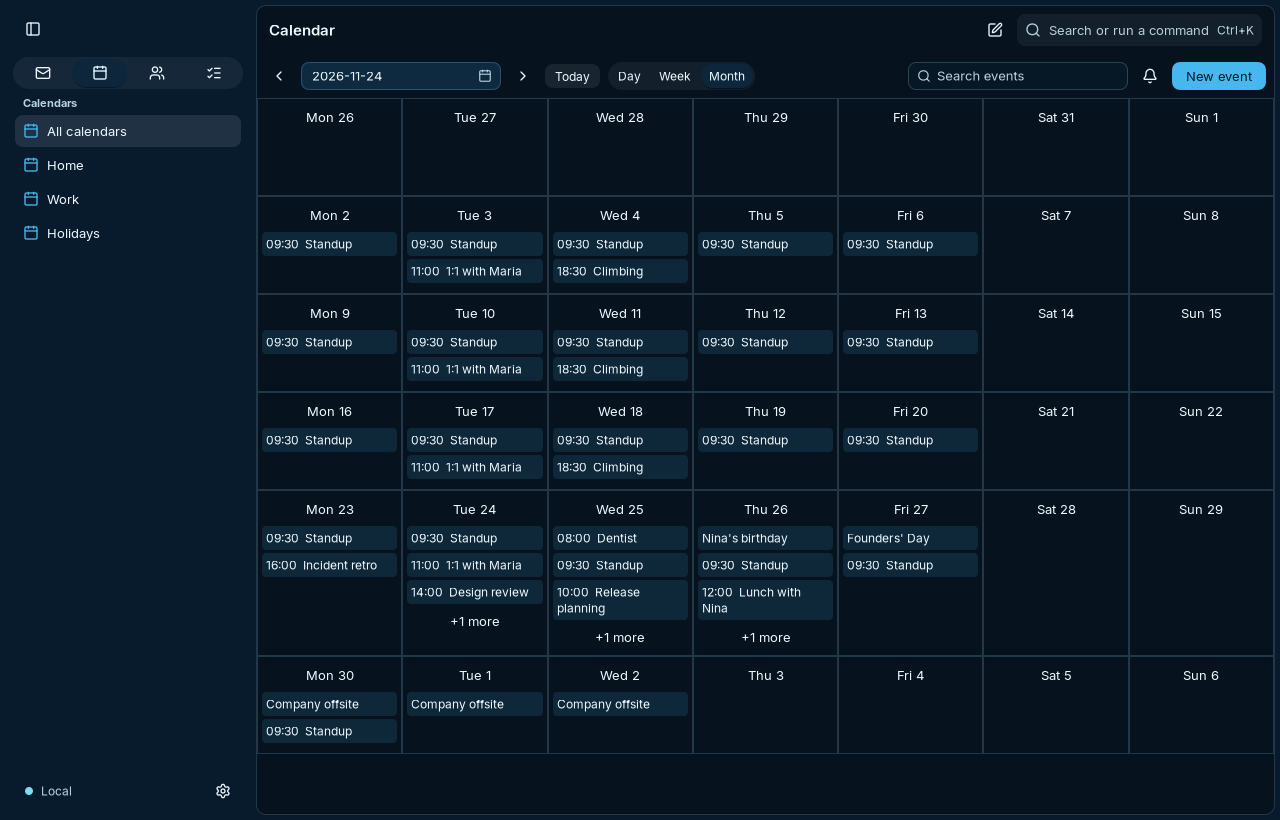 Calendar
Search or run a command Ctrl+K
Calendars
All calendars
Home
Work
Holidays
Local
2026-11-24
Today
Day Week Month
Search events
New event
Mon 26 Tue 27 Wed 28 Thu 29 Fri 30 Sat 31 Sun 1
Mon 2 Tue 3 Wed 4 Thu 5 Fri 6 Sat 7 Sun 8
09:30 Standup 09:30 Standup 09:30 Standup 09:30 Standup 09:30 Standup
11:00 1:1 with Maria 18:30 Climbing
Mon 9 Tue 10 Wed 11 Thu 12 Fri 13 Sat 14 Sun 15
09:30 Standup 09:30 Standup 09:30 Standup 09:30 Standup 09:30 Standup
11:00 1:1 with Maria 18:30 Climbing
Mon 16 Tue 17 Wed 18 Thu 19 Fri 20 Sat 21 Sun 22
09:30 Standup 09:30 Standup 09:30 Standup 09:30 Standup 09:30 Standup
11:00 1:1 with Maria 18:30 Climbing
Mon 23 Tue 24 Wed 25 Thu 26 Fri 27 Sat 28 Sun 29
09:30 Standup 09:30 Standup 08:00 Dentist Nina's birthday Founders' Day
16:00 Incident retro 11:00 1:1 with Maria 09:30 Standup 09:30 Standup 09:30 Standup
14:00 Design review 10:00 Release 12:00 Lunch with
planning Nina
+1 more +1 more +1 more
Mon 30 Tue 1 Wed 2 Thu 3 Fri 4 Sat 5 Sun 6
Company offsite Company offsite Company offsite
09:30 Standup